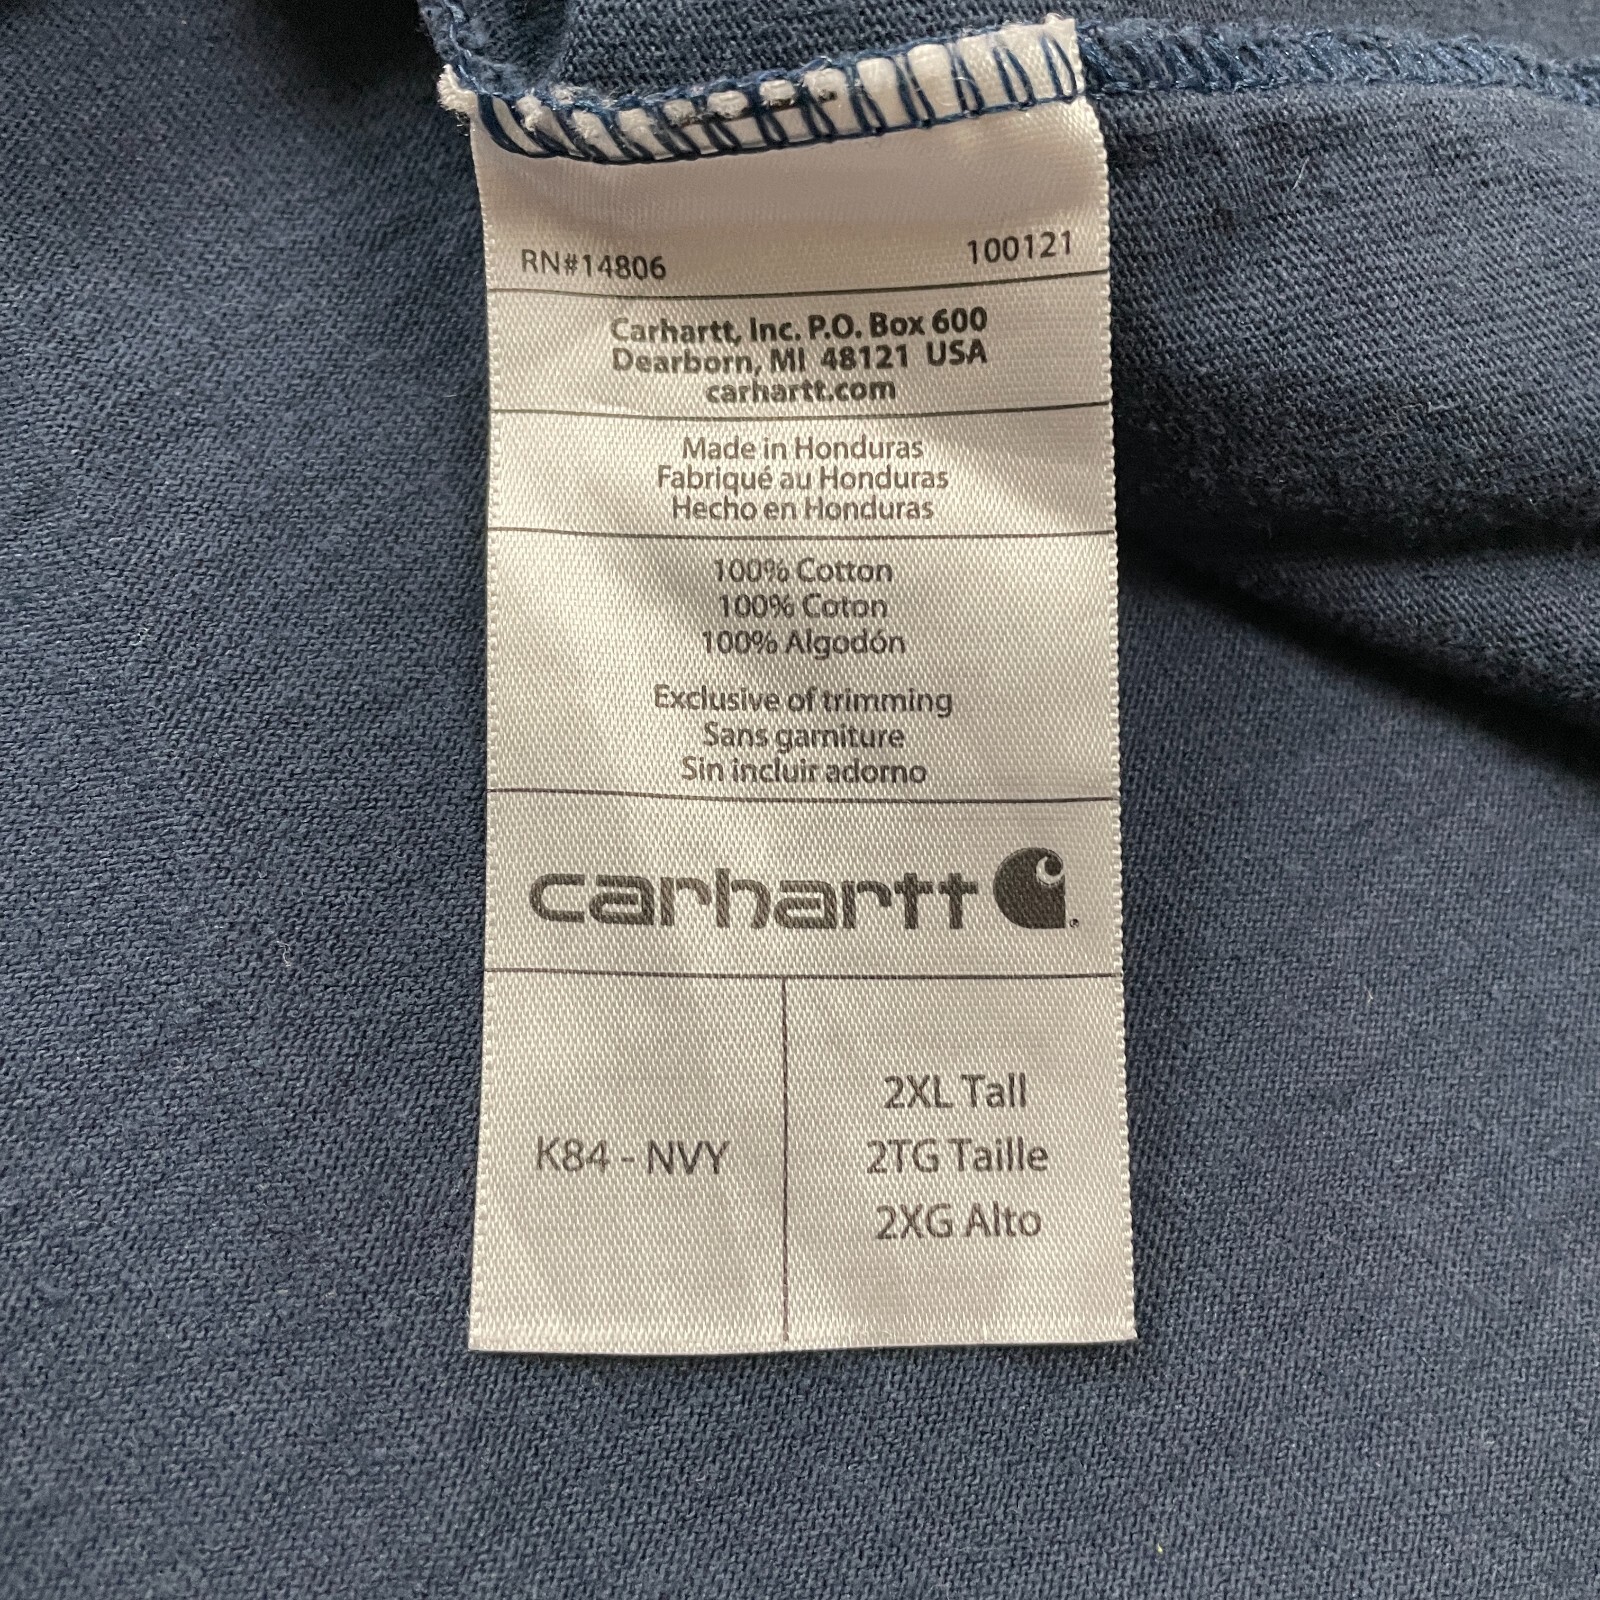 RN#14806 100121
Carhartt, Inc. P.O. Box 600
Dearborn, MI 48121 USA
carhartt.com
Made in Honduras
Fabriqué au Honduras
Hecho en Honduras
100% Cotton
100% Coton
100% Algodón
Exclusive of trimming
Sans garniture
Sin incluir adorno
carhartt
K84 - NVY
2XL Tall
2TG Taille
2XG Alto